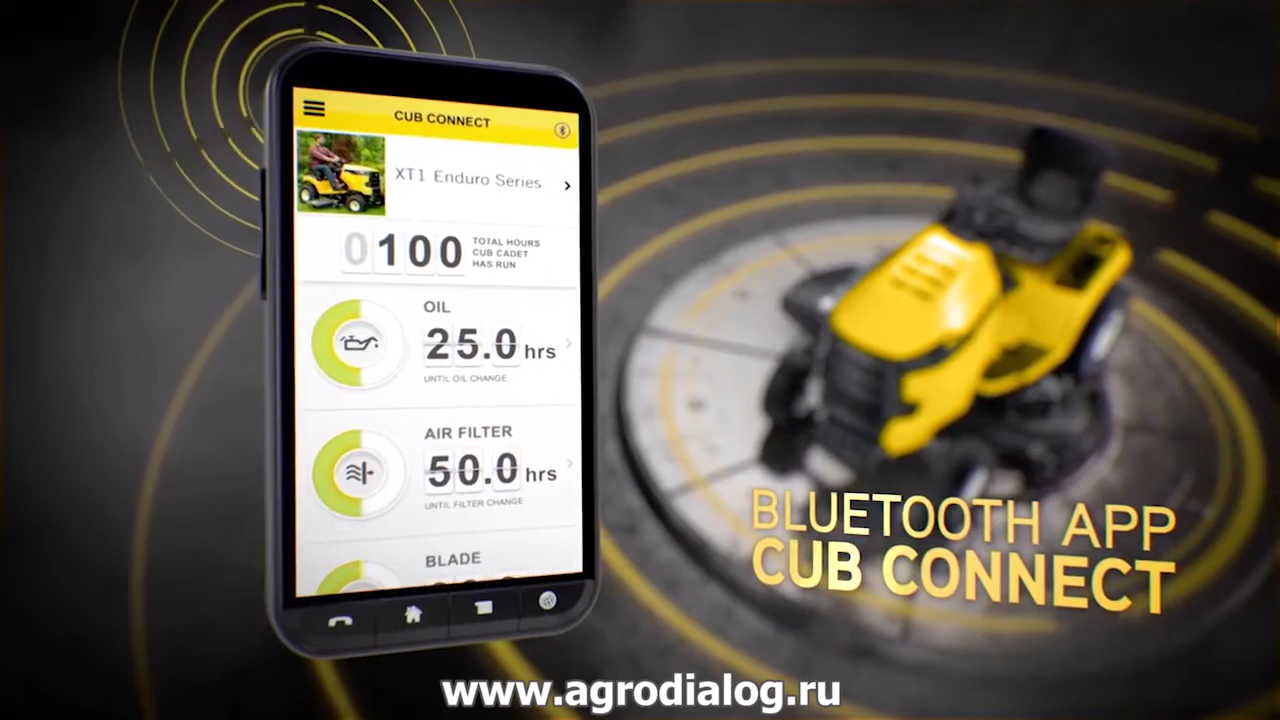 CUB CONNECT
XT1 Enduro Series
0100
TOTAL HOURS
CUB CADET
HAS RUN
OIL
25.0 hrs
UNTIL OIL CHANGE
AIR FILTER
50.0 hrs
UNTIL FILTER CHANGE
BLADE
BLUETOOTH APP
CUB CONNECT
www.agrodialog.ru